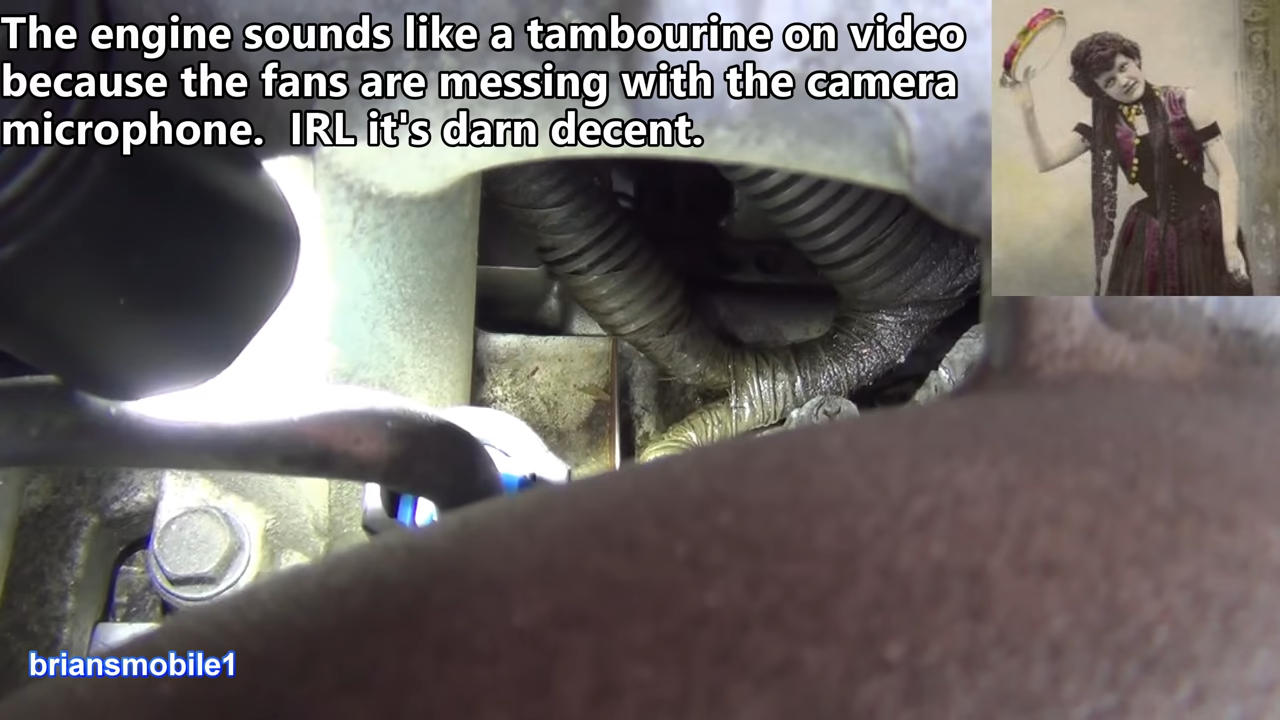 The engine sounds like a tambourine on video
because the fans are messing with the camera
microphone.  IRL it's darn decent.
briansmobile1